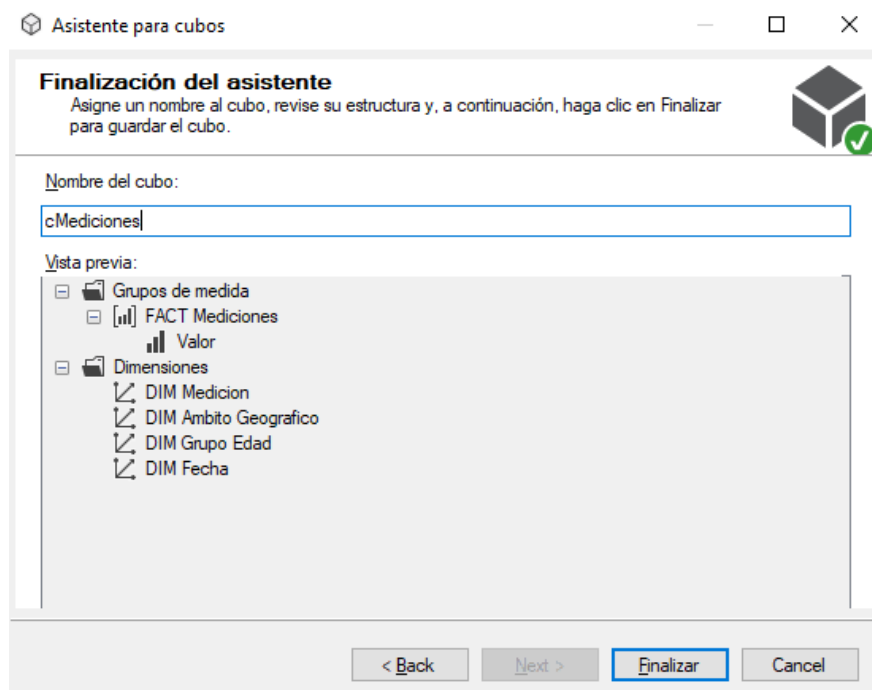 Asistente para cubos
Finalización del asistente
Asigne un nombre al cubo, revise su estructura y, a continuación, haga clic en Finalizar
para guardar el cubo.
Nombre del cubo:
cMediciones
Vista previa:
Grupos de medida
FACT Mediciones
Valor
Dimensiones
DIM Medicion
DIM Ambito Geografico
DIM Grupo Edad
DIM Fecha
< Back Next > Finalizar Cancel